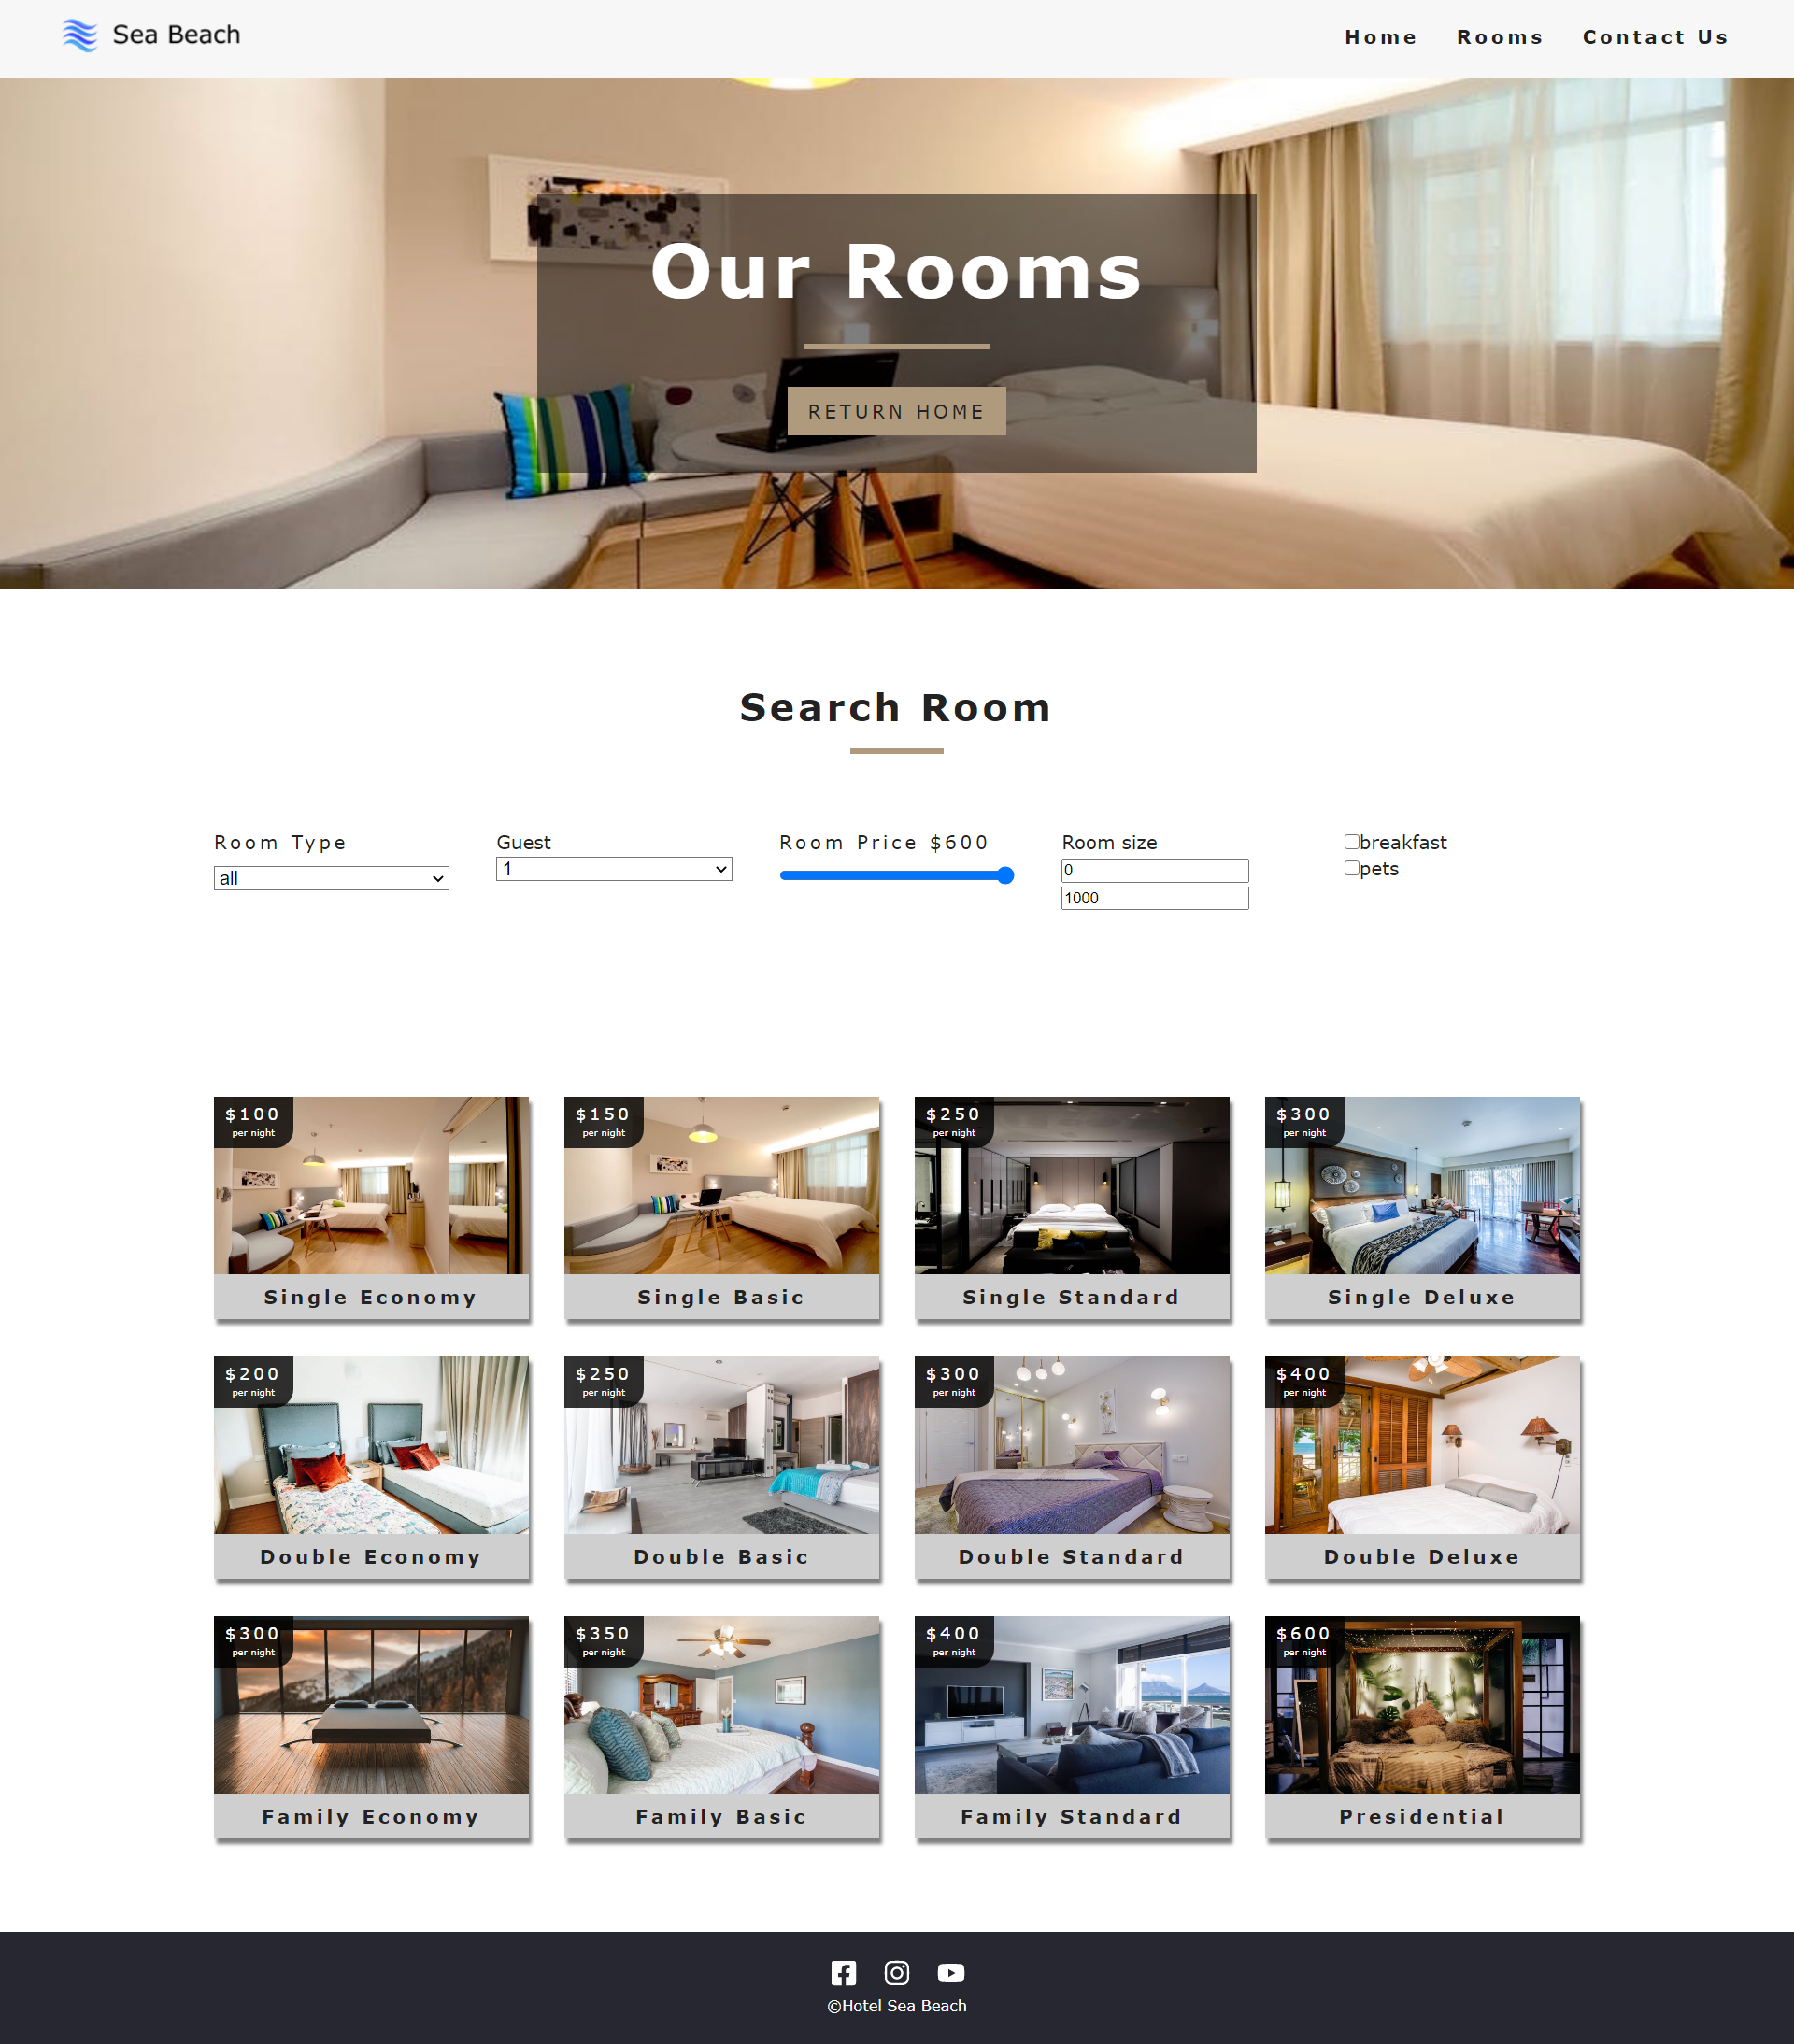 Sea Beach
Home Rooms Contact Us
Our Rooms
RETURN HOME
Search Room
Room Type Guest Room Price $600 Room size breakfast
all 1 0 pets
1000
$100 $150 $250 $300
per night per night per night per night
Single Economy Single Basic Single Standard Single Deluxe
$200 $250 $300 $400
per night per night per night per night
Double Economy Double Basic Double Standard Double Deluxe
$300 $350 $400 $600
per night per night per night per night
Family Economy Family Basic Family Standard Presidential
©Hotel Sea Beach